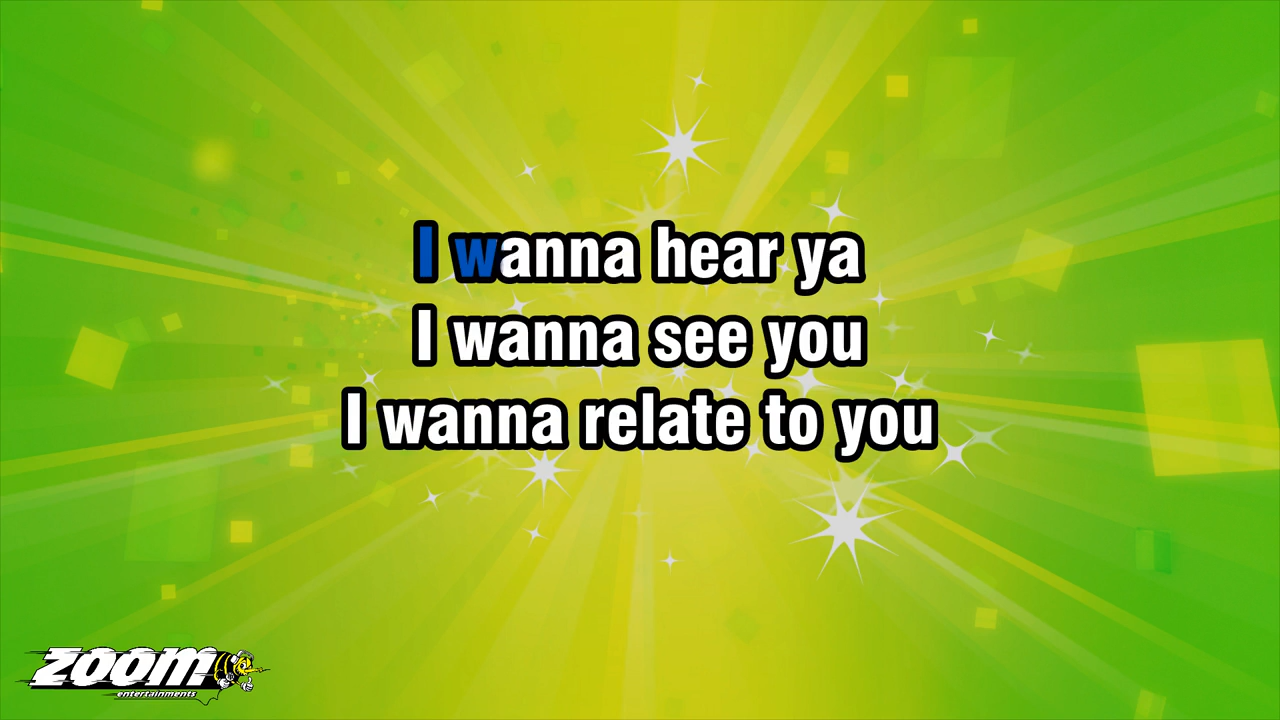 I wanna hear ya
I wanna see you
I wanna relate to you
ZOOM
entertainments